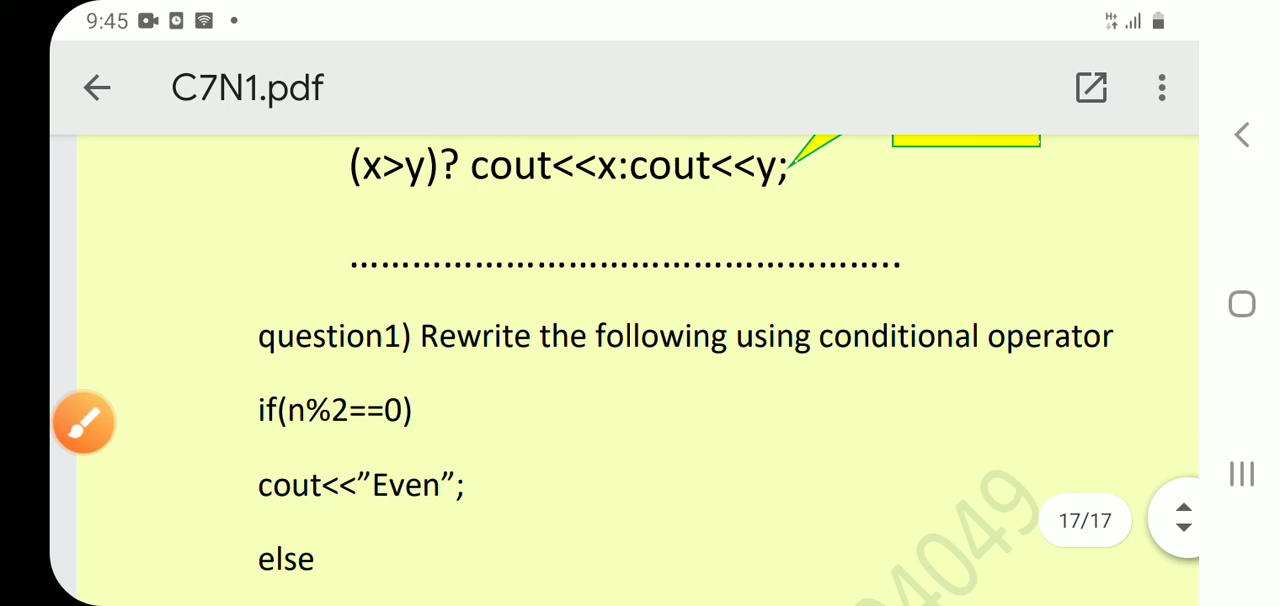 9:45
H+
C7N1.pdf
(x>y)? cout<<x:cout<<y;
……………………………………………..
question1) Rewrite the following using conditional operator
if(n%2==0)
cout<<”Even”;
else
4049
17/17